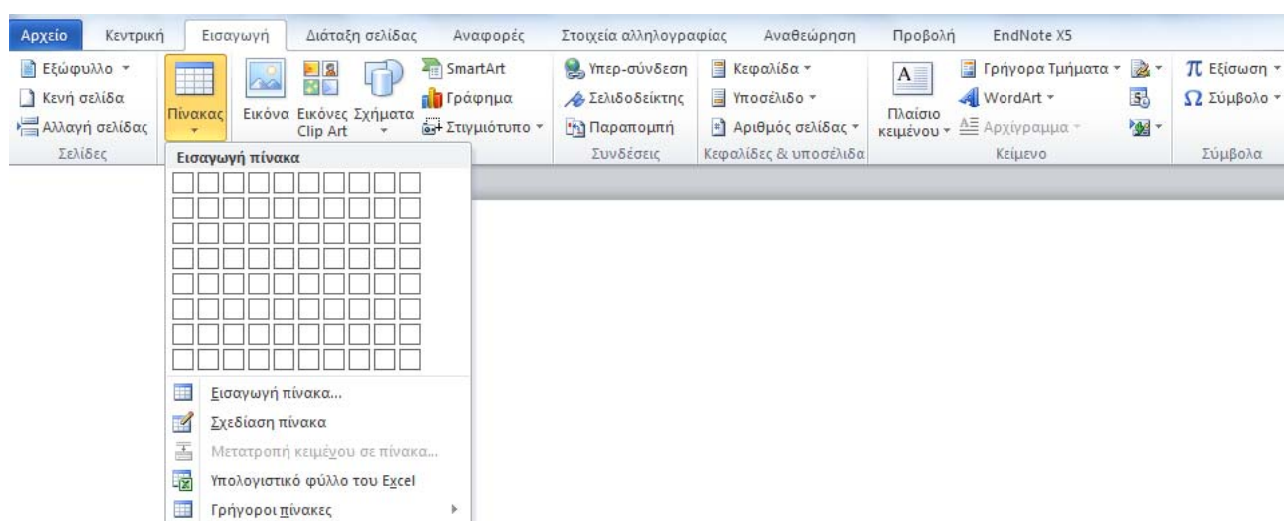 Αρχείο Κεντρική Εισαγωγή Διάταξη σελίδας Αναφορές Στοιχεία αλληλογραφίας Αναθεώρηση Προβολή EndNote X5
Εξώφυλλο
Κενή σελίδα
Αλλαγή σελίδας
Σελίδες
Πίνακας
Εικόνα
Εικόνες
Clip Art
Σχήματα
SmartArt
Γράφημα
Στιγμιότυπο
Υπερ-σύνδεση
Σελιδοδείκτης
Παραπομπή
Συνδέσεις
Κεφαλίδα
Υποσέλιδο
Αριθμός σελίδας
Κεφαλίδες & υποσέλιδα
A
Πλαίσιο
κειμένου
Γρήγορα Τμήματα
WordArt
Αρχίγραμμα
Κείμενο
π Εξίσωση
Ω Σύμβολο
Σύμβολα
Εισαγωγή πίνακα
Εισαγωγή πίνακα...
Σχεδίαση πίνακα
Μετατροπή κειμένου σε πίνακα...
Υπολογιστικό φύλλο του Excel
Γρήγοροι πίνακες